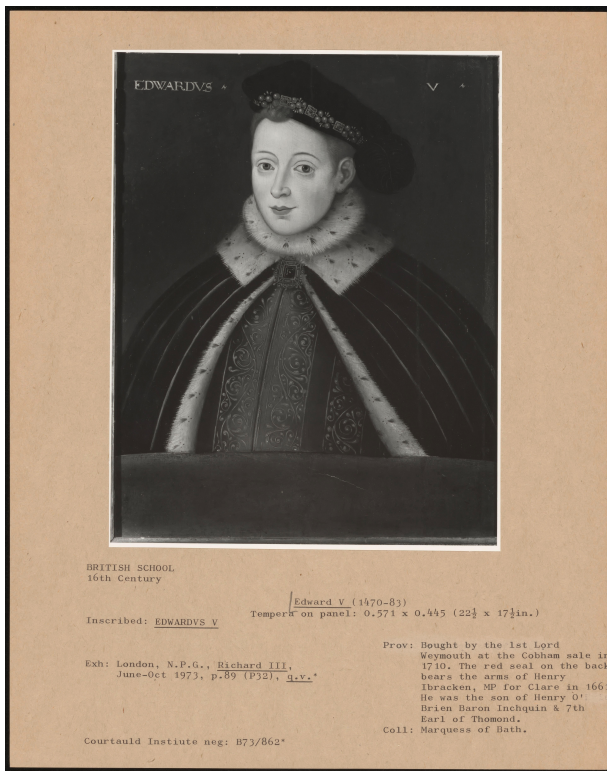 EDWARDVS V
BRITISH SCHOOL
16th Century
Edward V (1470-83)
Tempera on panel: 0.571 x 0.445 (22½ x 17½in.)
Inscribed: EDWARDVS V
Exh: London, N.P.G., Richard III,
June-Oct 1973, p.89 (P32), q.v.*
Prov: Bought by the 1st Lord
Weymouth at the Cobham sale in
1710. The red seal on the back
bears the arms of Henry
Ibracken, MP for Clare in 166
He was the son of Henry O'
Brien Baron Inchquin & 7th
Earl of Thomond.
Coll: Marquess of Bath.
Courtauld Instiute neg: B73/862*